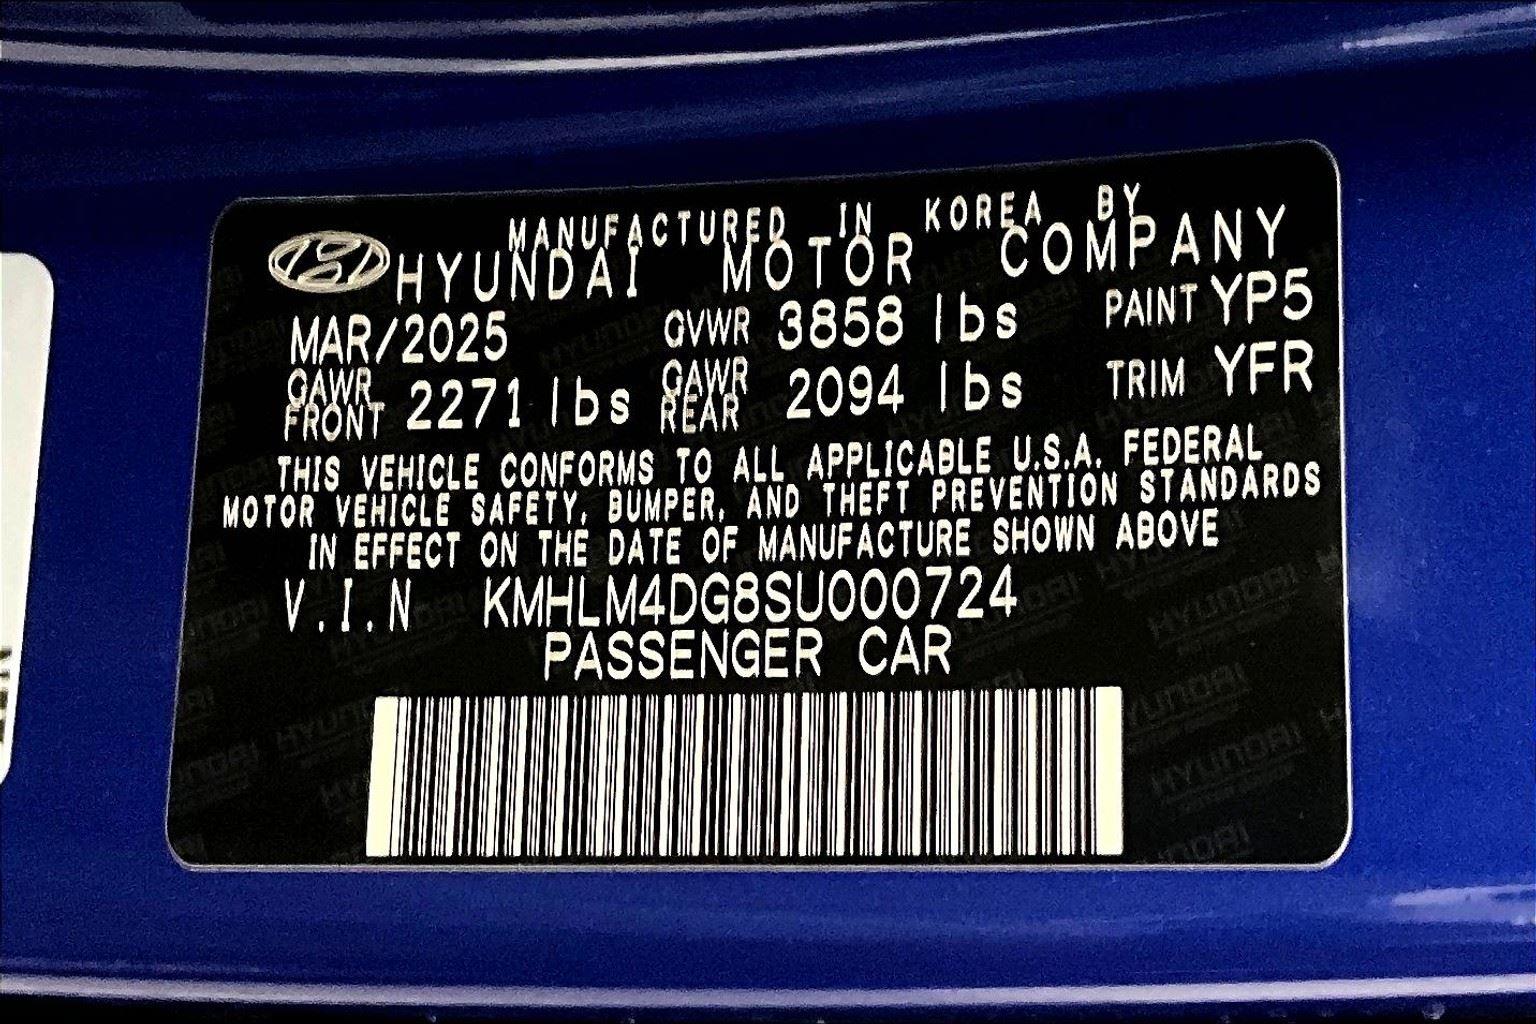 MANUFACTURED IN KOREA BY
HYUNDAI MOTOR COMPANY
MAR/2025 GVWR 3858 lbs PAINT YP5
GAWR FRONT 2271 lbs GAWR REAR 2094 lbs TRIM YFR
THIS VEHICLE CONFORMS TO ALL APPLICABLE U.S.A. FEDERAL
MOTOR VEHICLE SAFETY, BUMPER, AND THEFT PREVENTION STANDARDS
IN EFFECT ON THE DATE OF MANUFACTURE SHOWN ABOVE
V.I.N KMHLM4DG8SU000724
PASSENGER CAR